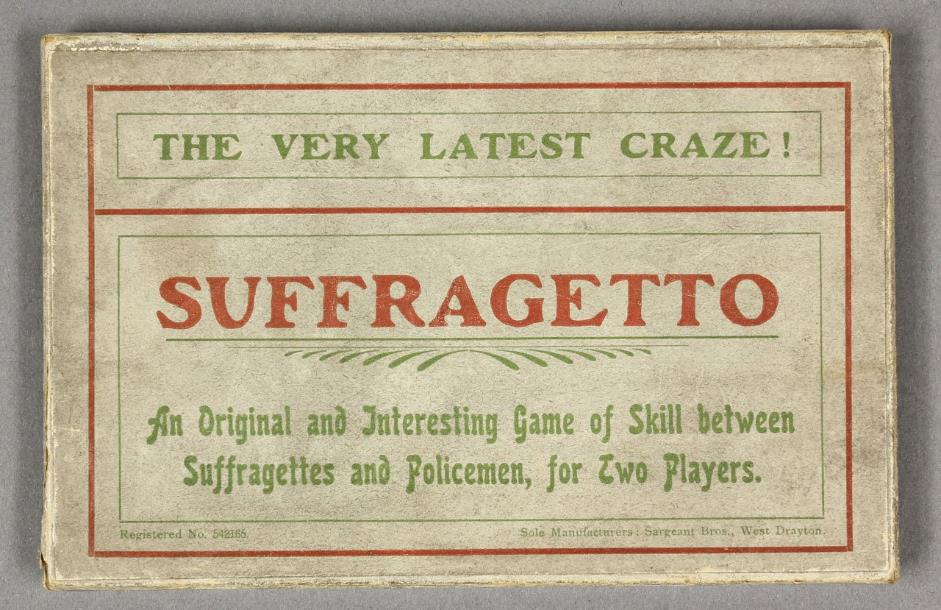 THE VERY LATEST CRAZE!
SUFFRAGETTO
An Original and Interesting Game of Skill between
Suffragettes and Policemen, for Two Players.
Registered No. 542165.
Sole Manufacturers: Sargeant Bros., West Drayton.